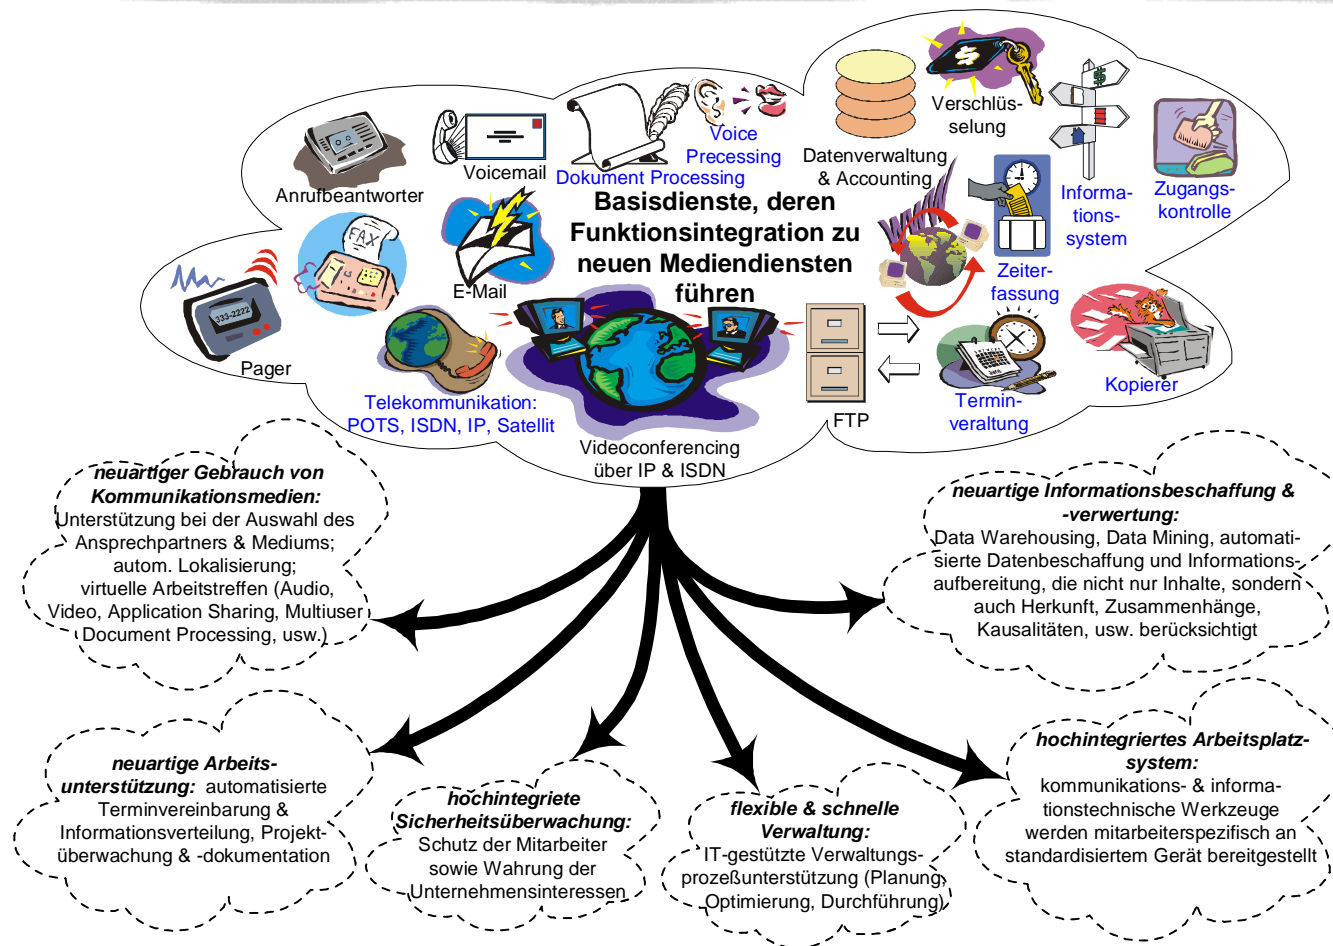 Anrufbeantworter
Voicemail
Dokument Processing
Voice
Precessing
Datenverwaltung
& Accounting
$
Verschlüs-
selung
$
Informa-
tions-
system
Zugangs-
kontrolle
Basisdienste, deren
Funktionsintegration zu
neuen Mediendiensten
führen
FAX
333-2222
Pager
E-Mail
Telekommunikation:
POTS, ISDN, IP, Satellit
Videoconferencing
über IP & ISDN
FTP
Zeiter-
fassung
Termin-
veraltung
Kopierer
neuartiger Gebrauch von
Kommunikationsmedien:
Unterstützung bei der Auswahl des
Ansprechpartners & Mediums;
autom. Lokalisierung;
virtuelle Arbeitstreffen (Audio,
Video, Application Sharing, Multiuser
Document Processing, usw.)
neuartige Informationsbeschaffung &
-verwertung:
Data Warehousing, Data Mining, automati-
sierte Datenbeschaffung und Informations-
aufbereitung, die nicht nur Inhalte, sondern
auch Herkunft, Zusammenhänge,
Kausalitäten, usw. berücksichtigt
neuartige Arbeits-
unterstützung: automatisierte
Terminvereinbarung &
Informationsverteilung, Projekt-
überwachung & -dokumentation
hochintegriete
Sicherheitsüberwachung:
Schutz der Mitarbeiter
sowie Wahrung der
Unternehmensinteressen
flexible & schnelle
Verwaltung:
IT-gestützte Verwaltungs-
prozeßunterstützung (Planung,
Optimierung, Durchführung)
hochintegriertes Arbeitsplatz-
system:
kommunikations- & informa-
tionstechnische Werkzeuge
werden mitarbeiterspezifisch an
standardisiertem Gerät bereitgestellt